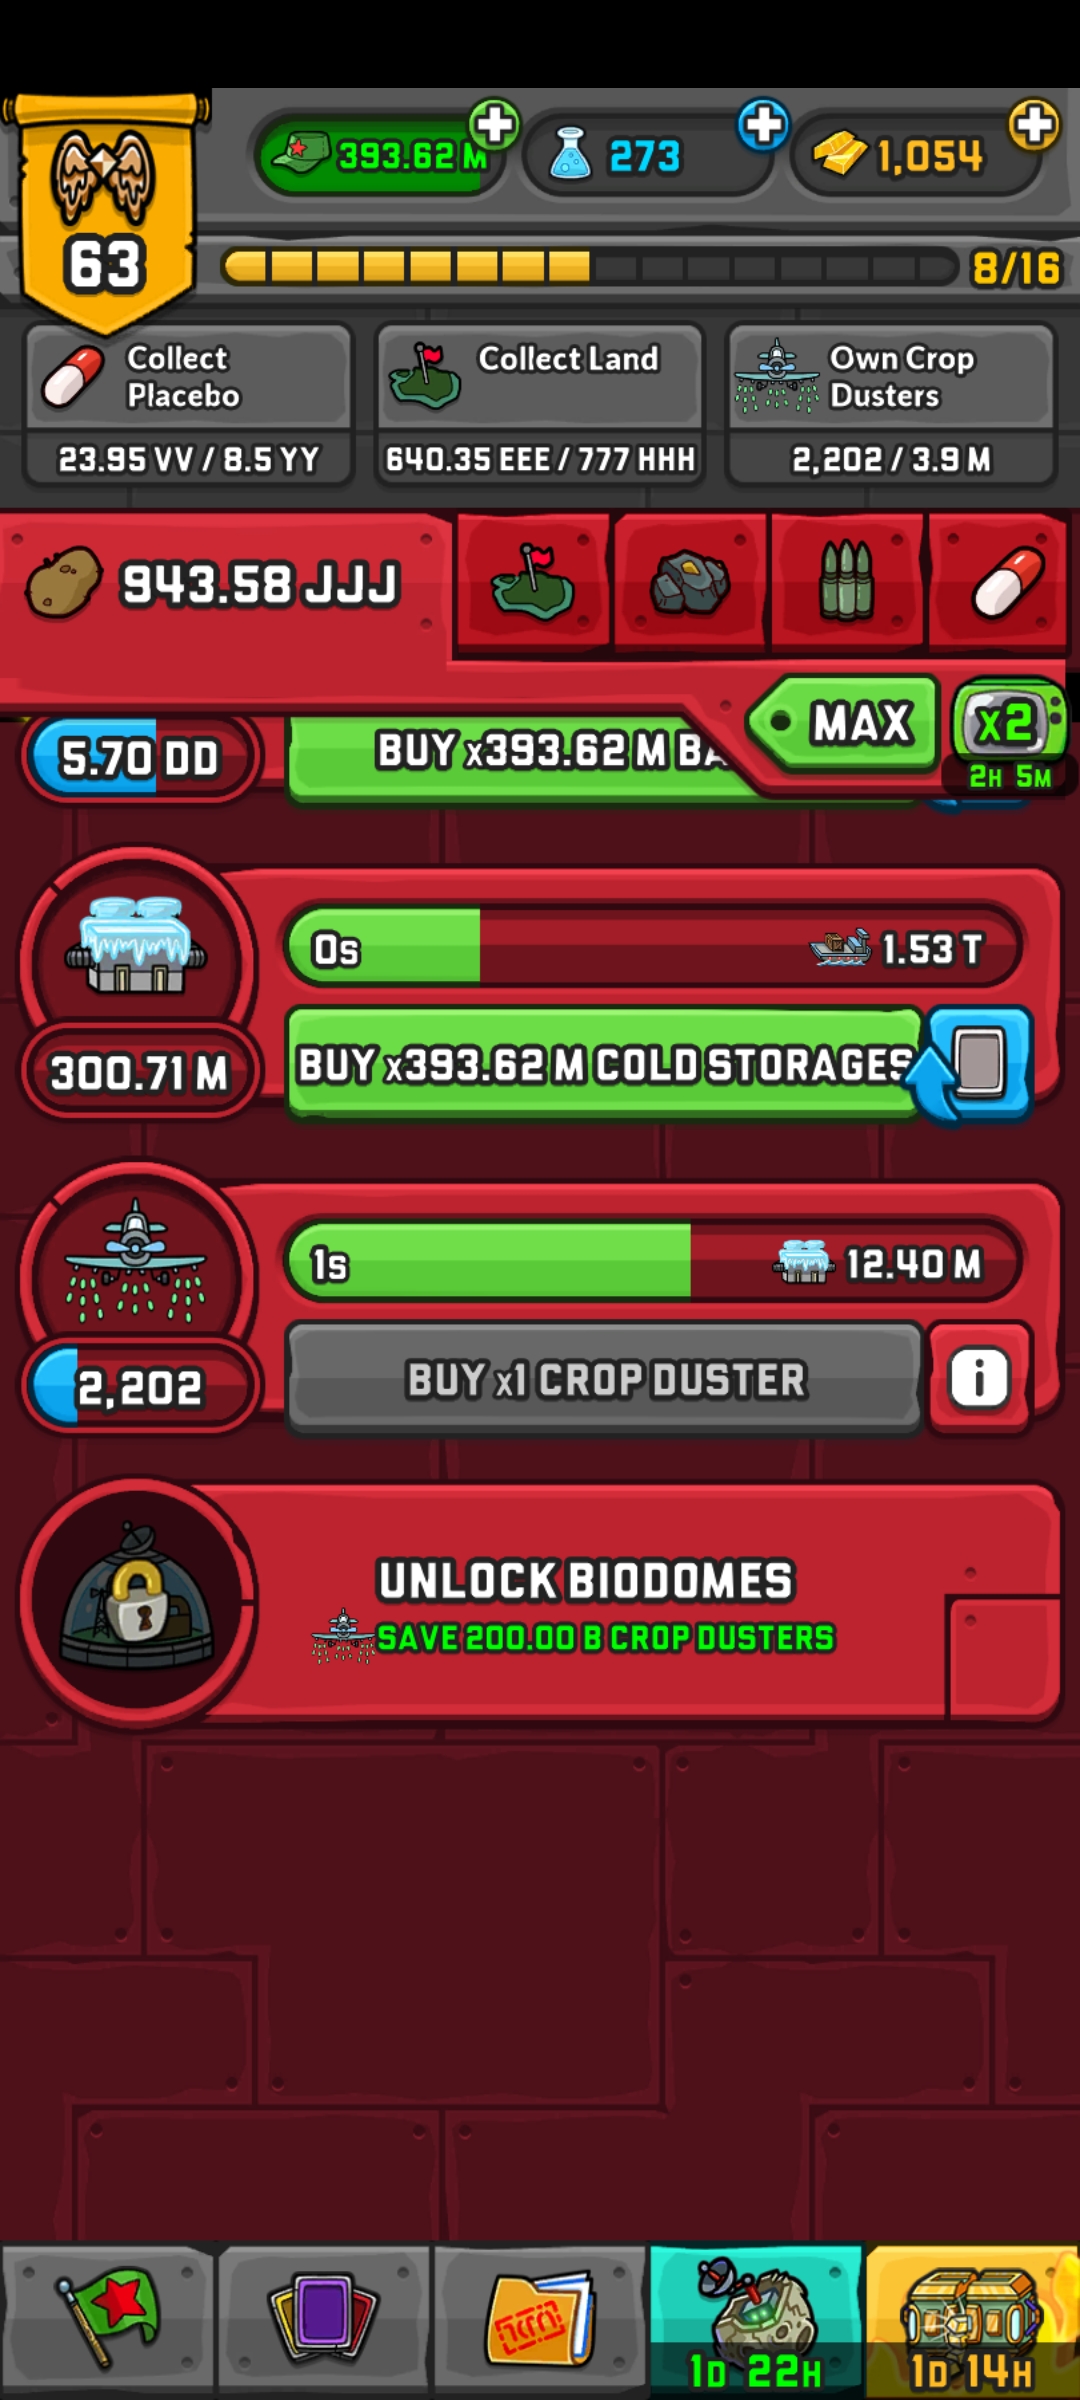 393.62 M
273
1,054
63
8/16
Collect
Placebo
23.95 VV / 8.5 YY
Collect Land
640.35 EEE / 777 HHH
Own Crop
Dusters
2,202 / 3.9 M
943.58 JJJ
MAX
x2
2H 5M
5.70 DD
BUY x393.62 M
0s
1.53 T
300.71 M
BUY x393.62 M COLD STORAGES
1s
12.40 M
2,202
BUY x1 CROP DUSTER
i
UNLOCK BIODOMES
SAVE 200.00 B CROP DUSTERS
1D 22H
1D 14H